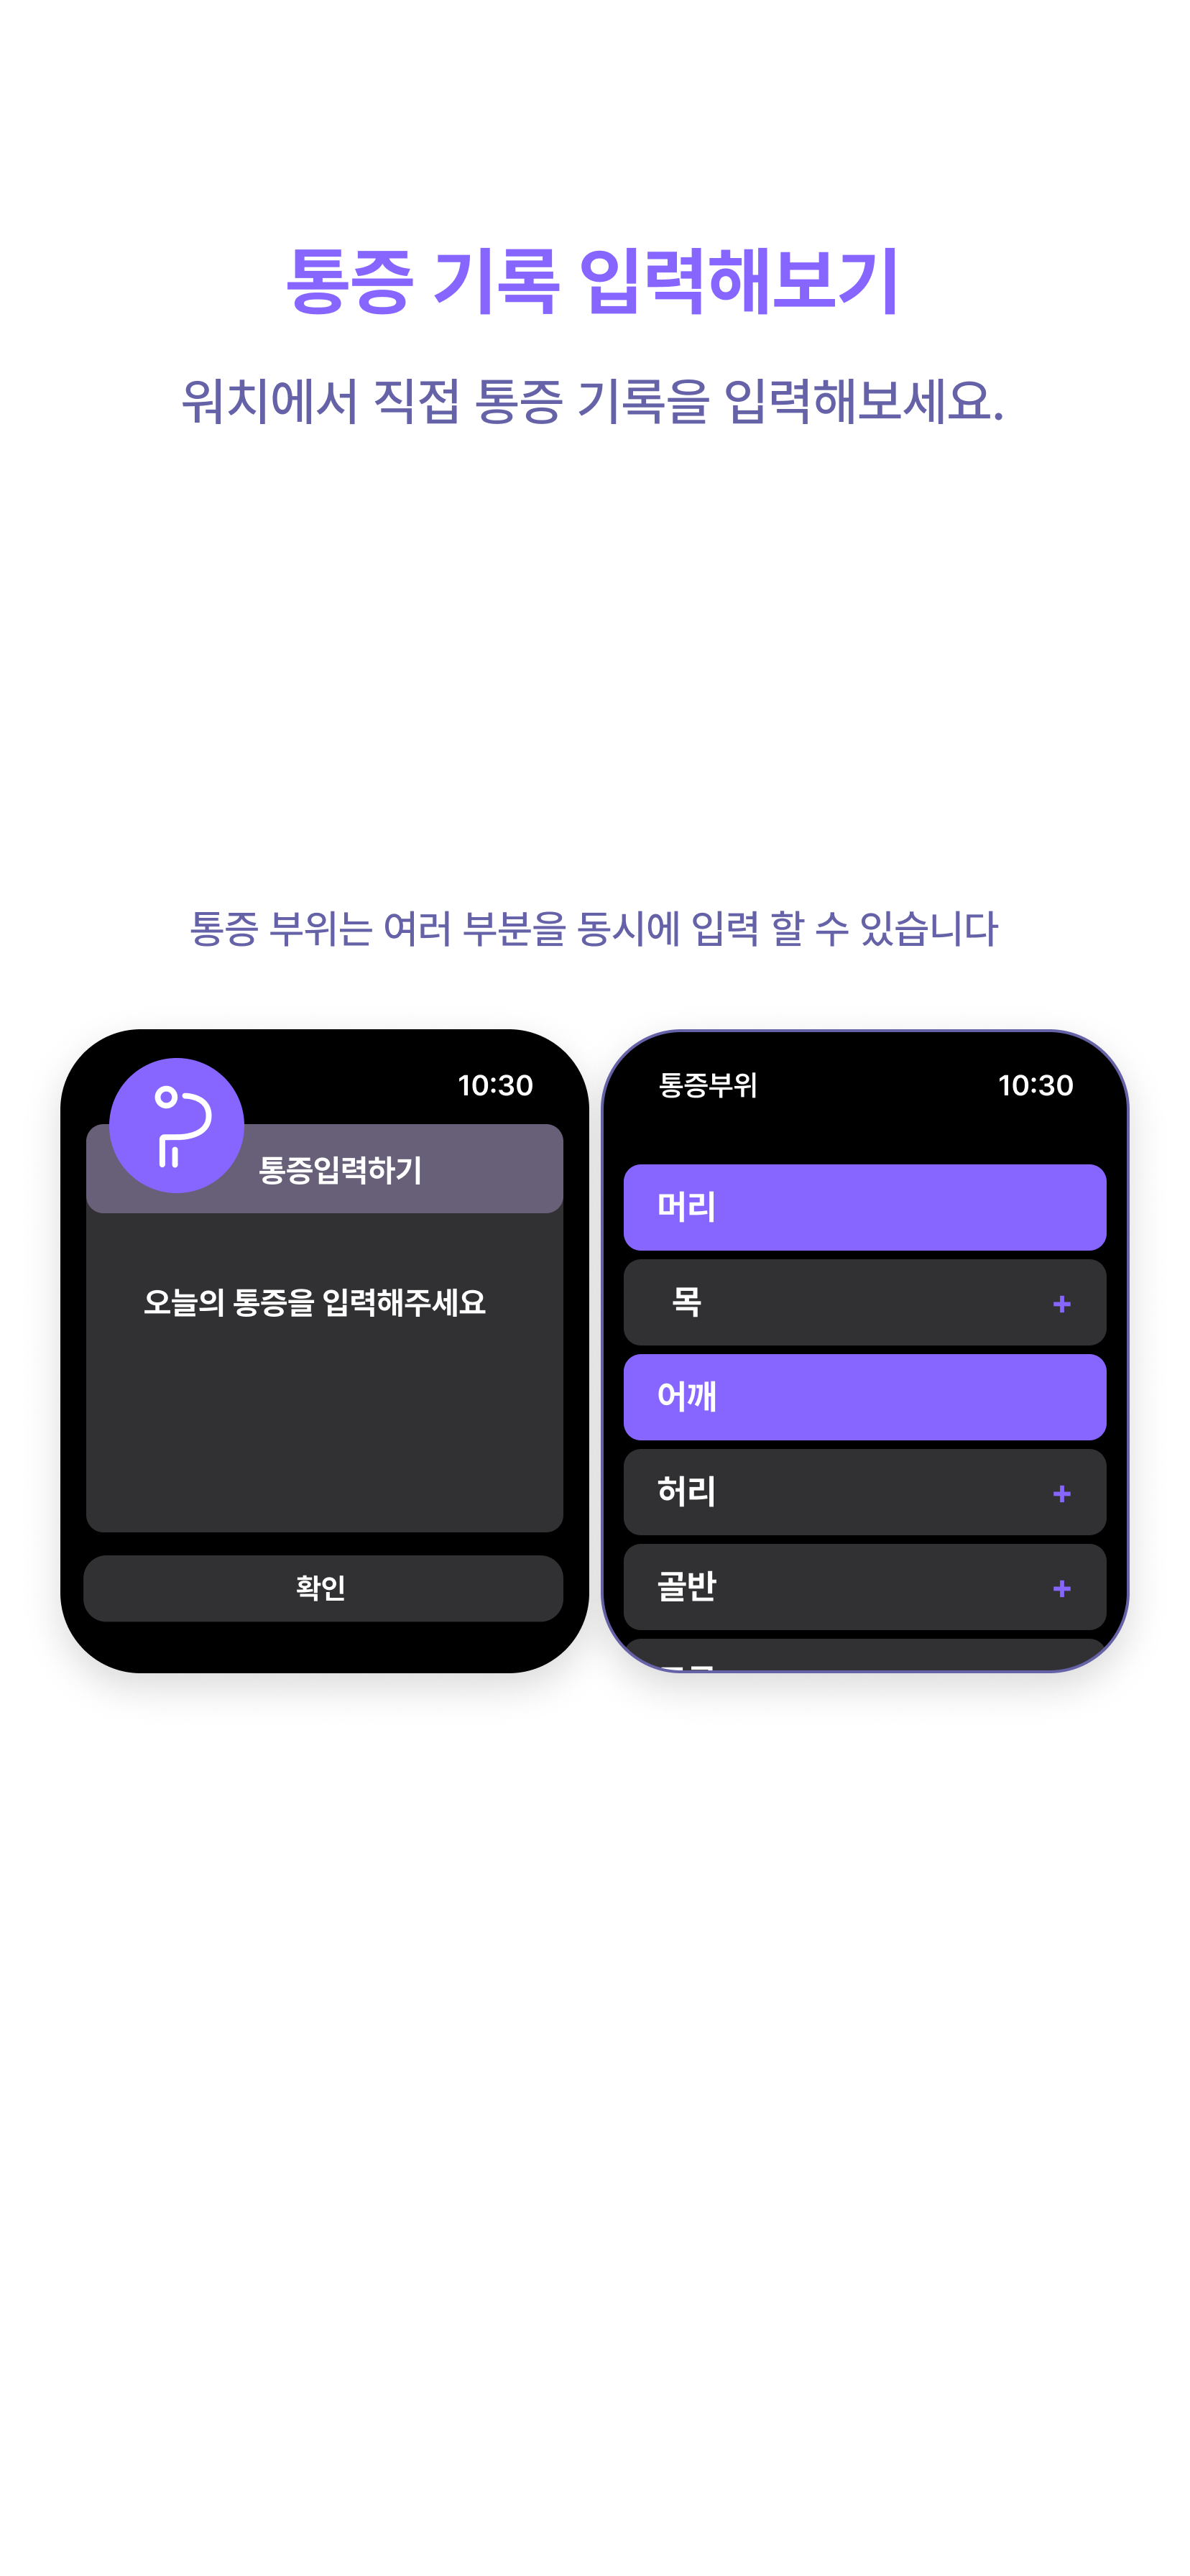 통증 기록 입력해보기
위치에서 직접 통증 기록을 입력해보세요.
통증 부위는 여러 부분을 동시에 입력 할 수 있습니다
10:30
통증입력하기
오늘의 통증을 입력해주세요
확인
통증부위
10:30
머리
목 +
어깨
허리 +
골반 +